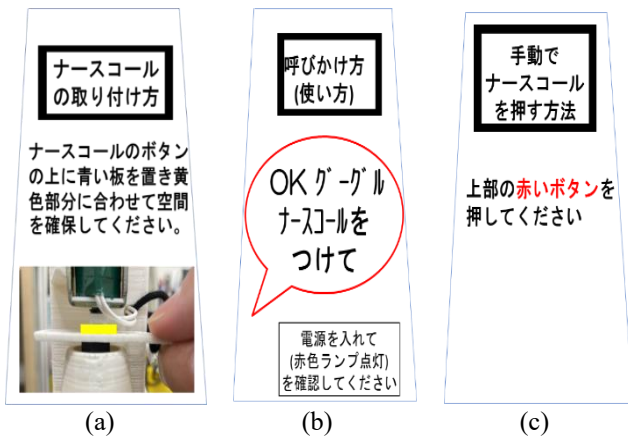 ナースコール
の取り付け方
ナースコールのボタン
の上に青い板を置き黄
色部分に合わせて空間
を確保してください。
(a)
呼びかけ方
(使い方)
OKグーグル
ナースコールを
つけて
電源を入れて
(赤色ランプ点灯)
を確認してください
(b)
手動で
ナースコール
を押す方法
上部の赤いボタンを
押してください
(c)